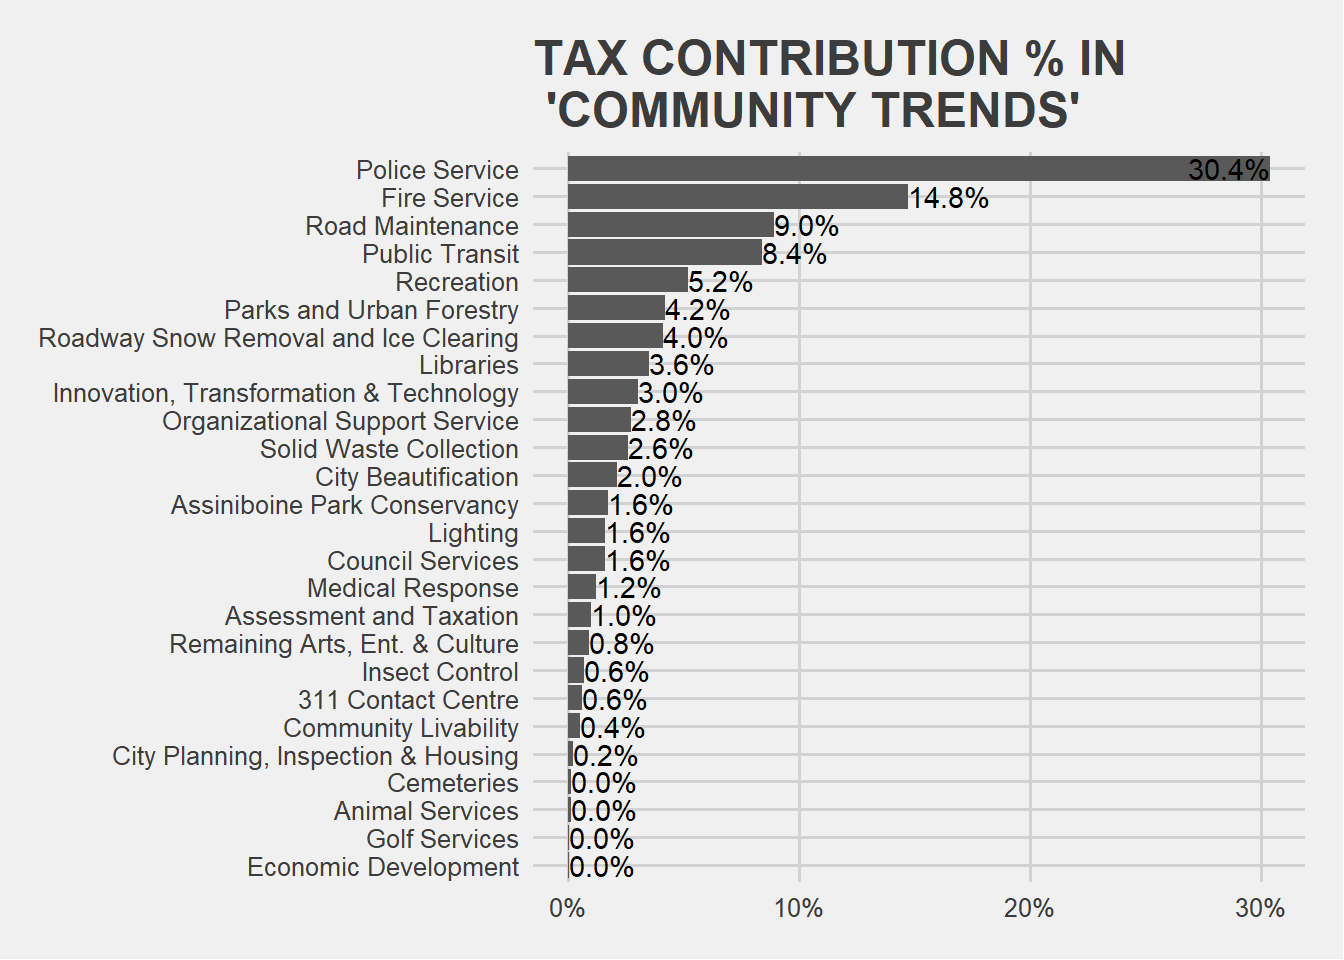 TAX CONTRIBUTION % IN
'COMMUNITY TRENDS'
Police Service 30.4%
Fire Service 14.8%
Road Maintenance 9.0%
Public Transit 8.4%
Recreation 5.2%
Parks and Urban Forestry 4.2%
Roadway Snow Removal and Ice Clearing 4.0%
Libraries 3.6%
Innovation, Transformation & Technology 3.0%
Organizational Support Service 2.8%
Solid Waste Collection 2.6%
City Beautification 2.0%
Assiniboine Park Conservancy 1.6%
Lighting 1.6%
Council Services 1.6%
Medical Response 1.2%
Assessment and Taxation 1.0%
Remaining Arts, Ent. & Culture 0.8%
Insect Control 0.6%
311 Contact Centre 0.6%
Community Livability 0.4%
City Planning, Inspection & Housing 0.2%
Cemeteries 0.0%
Animal Services 0.0%
Golf Services 0.0%
Economic Development 0.0%
0% 10% 20% 30%